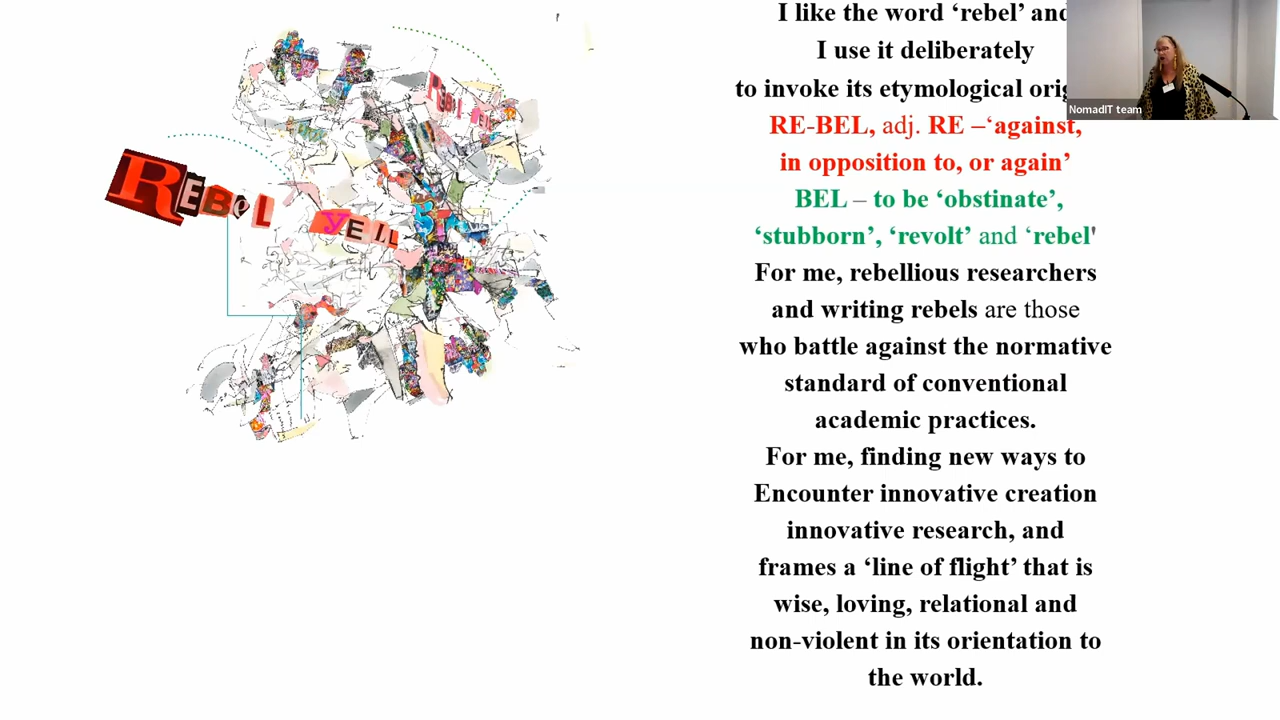 REBEL YELL
REBEL YELL
I like the word ‘rebel’ and
I use it deliberately
to invoke its etymological
RE-BEL, adj. RE –‘against,
in opposition to, or again’
BEL – to be ‘obstinate’,
‘stubborn’, ‘revolt’ and ‘rebel'
For me, rebellious researchers
and writing rebels are those
who battle against the normative
standard of conventional
academic practices.
For me, finding new ways to
Encounter innovative creation
innovative research, and
frames a ‘line of flight’ that is
wise, loving, relational and
non-violent in its orientation to
the world.
NomadIT team